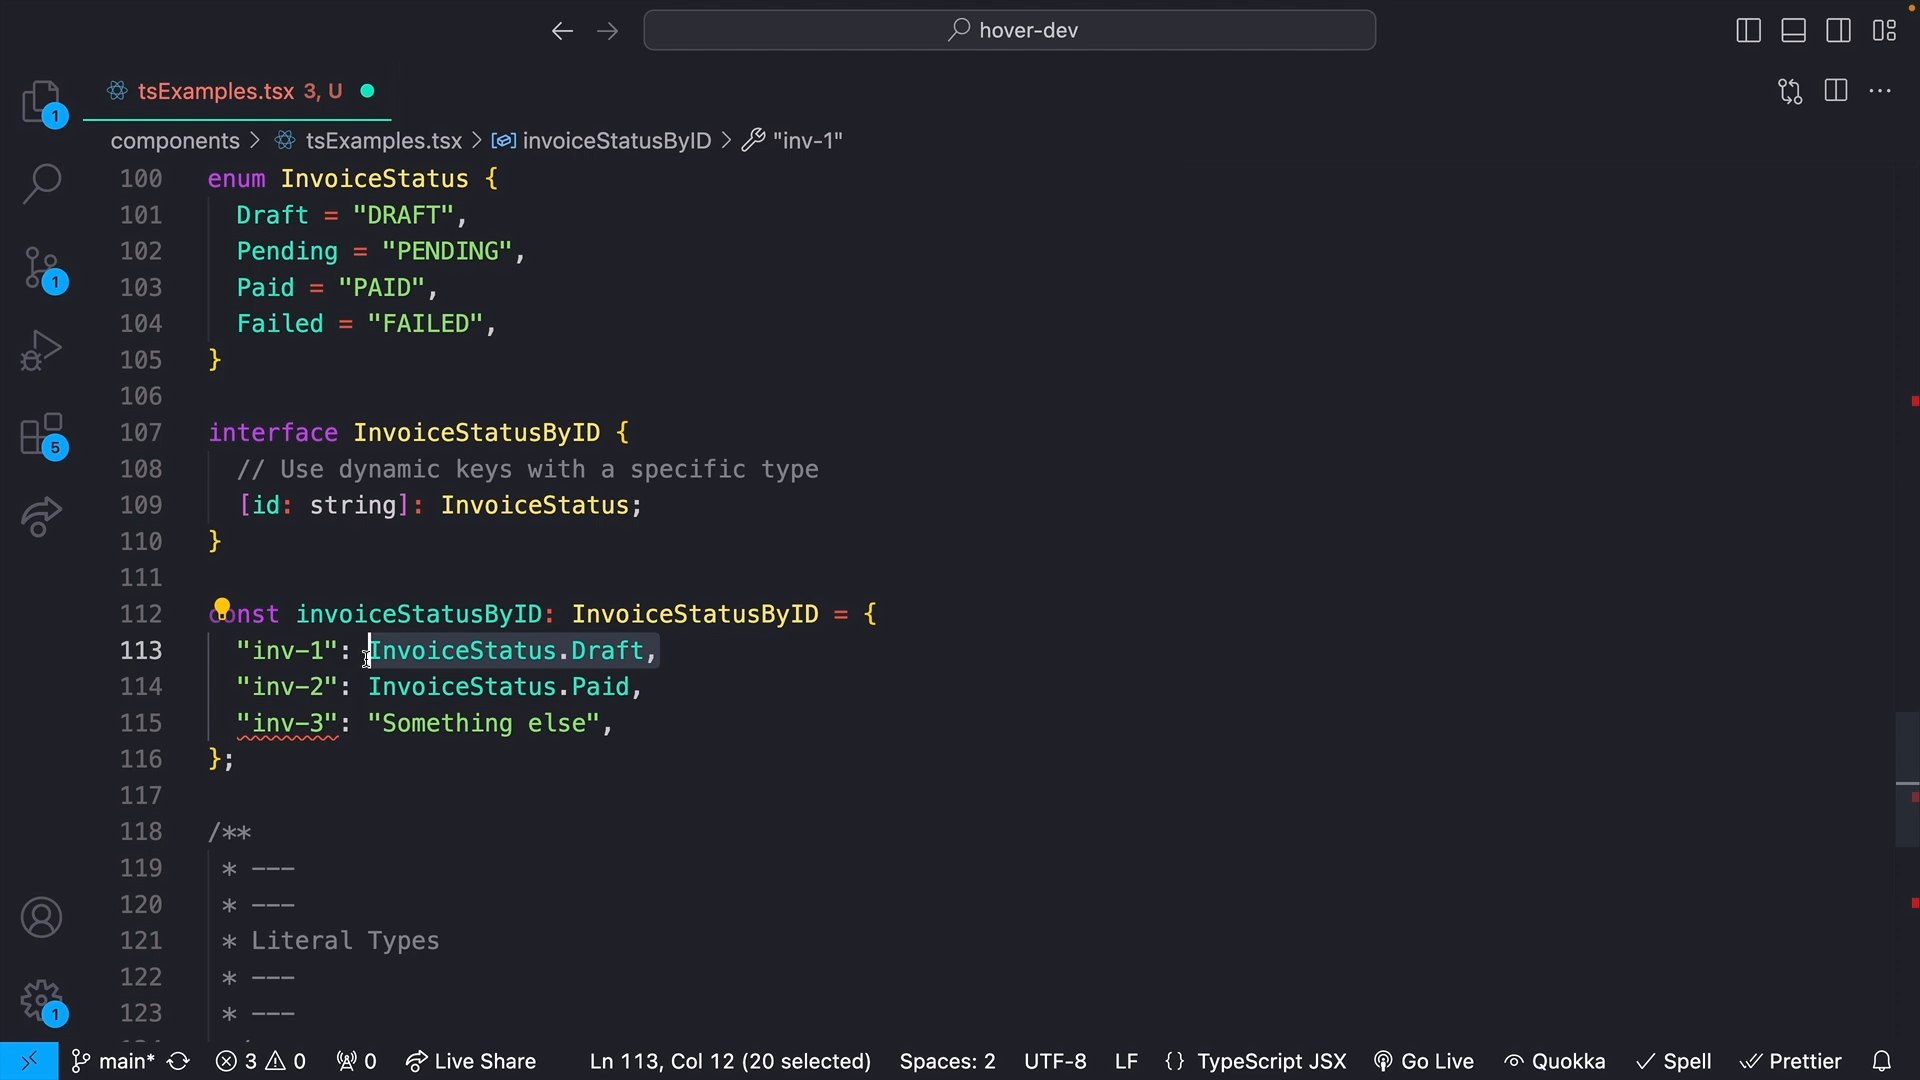 hover-dev
tsExamples.tsx 3, U
components > tsExamples.tsx > invoiceStatusByID > "inv-1"
1
1
5
1
100 enum InvoiceStatus {
101 Draft = "DRAFT",
102 Pending = "PENDING",
103 Paid = "PAID",
104 Failed = "FAILED",
105 }
106
107 interface InvoiceStatusByID {
108 // Use dynamic keys with a specific type
109 [id: string]: InvoiceStatus;
110 }
111
112 const invoiceStatusByID: InvoiceStatusByID = {
113 "inv-1": InvoiceStatus.Draft,
114 "inv-2": InvoiceStatus.Paid,
115 "inv-3": "Something else",
116 };
117
118 /**
119 * ---
120 * ---
121 * Literal Types
122 * ---
123 * ---
main* 3 0 0 Live Share Ln 113, Col 12 (20 selected) Spaces: 2 UTF-8 LF {} TypeScript JSX Go Live Quokka Spell Prettier